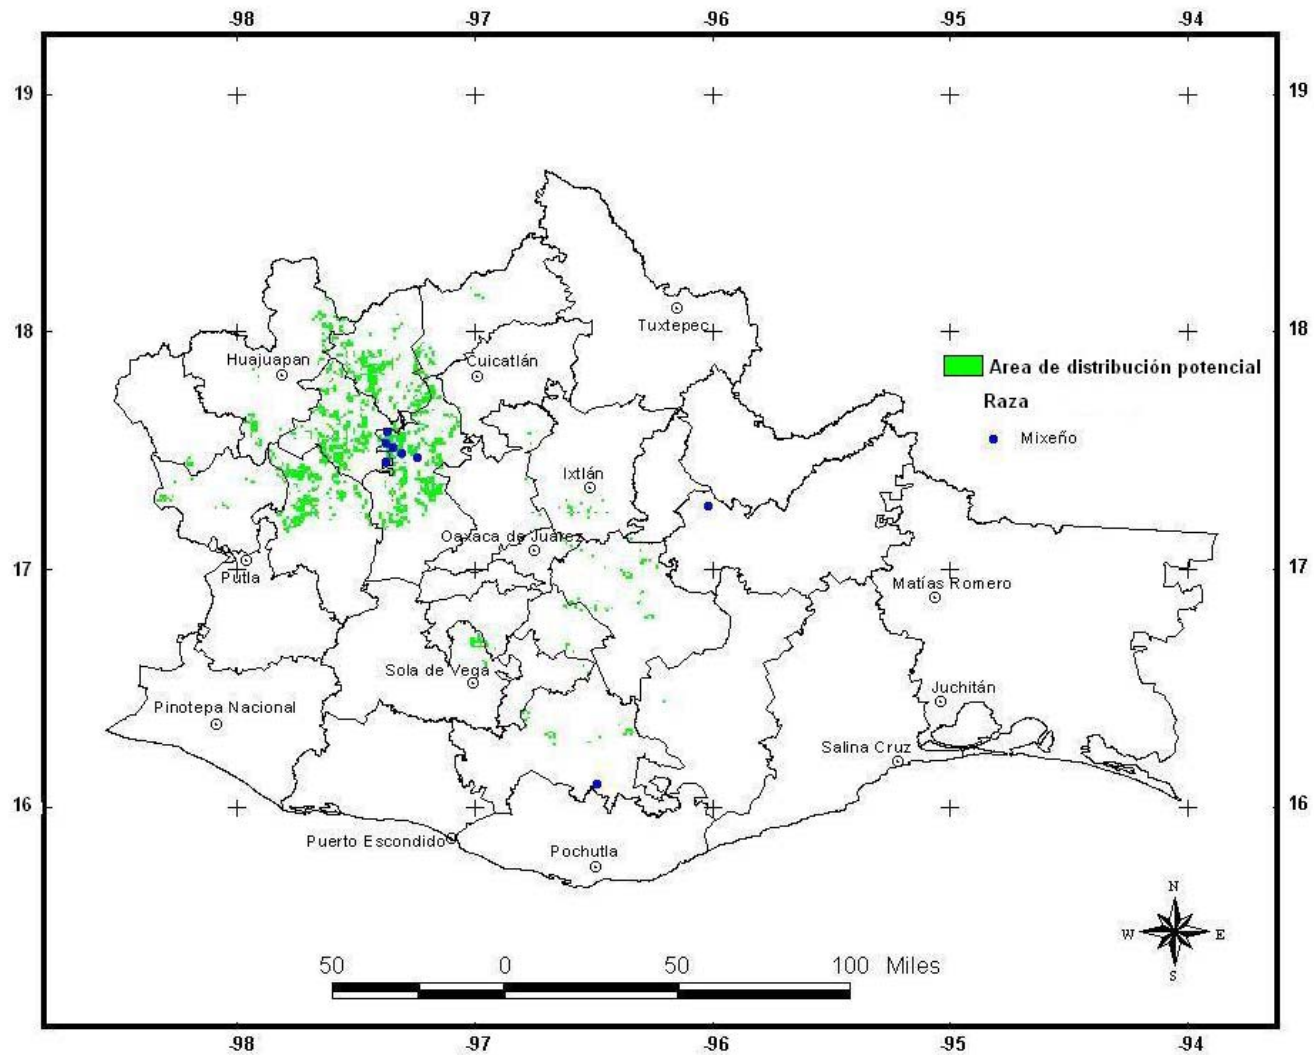 -98 -97 -96 -95 -94
19 19
18 18
Tuxtepec
Huajuapan
Cuicatlán
Area de distribución potencial
Raza
Mixeño
Ixtlán
Oaxaca de Juárez
17 17
Putla
Matías Romero
Sola de Vega
Juchitán
Pinotepa Nacional
Salina Cruz
16 16
Puerto Escondido
Pochutla
N
W E
S
50 0 50 100 Miles
-98 -97 -96 -95 -94